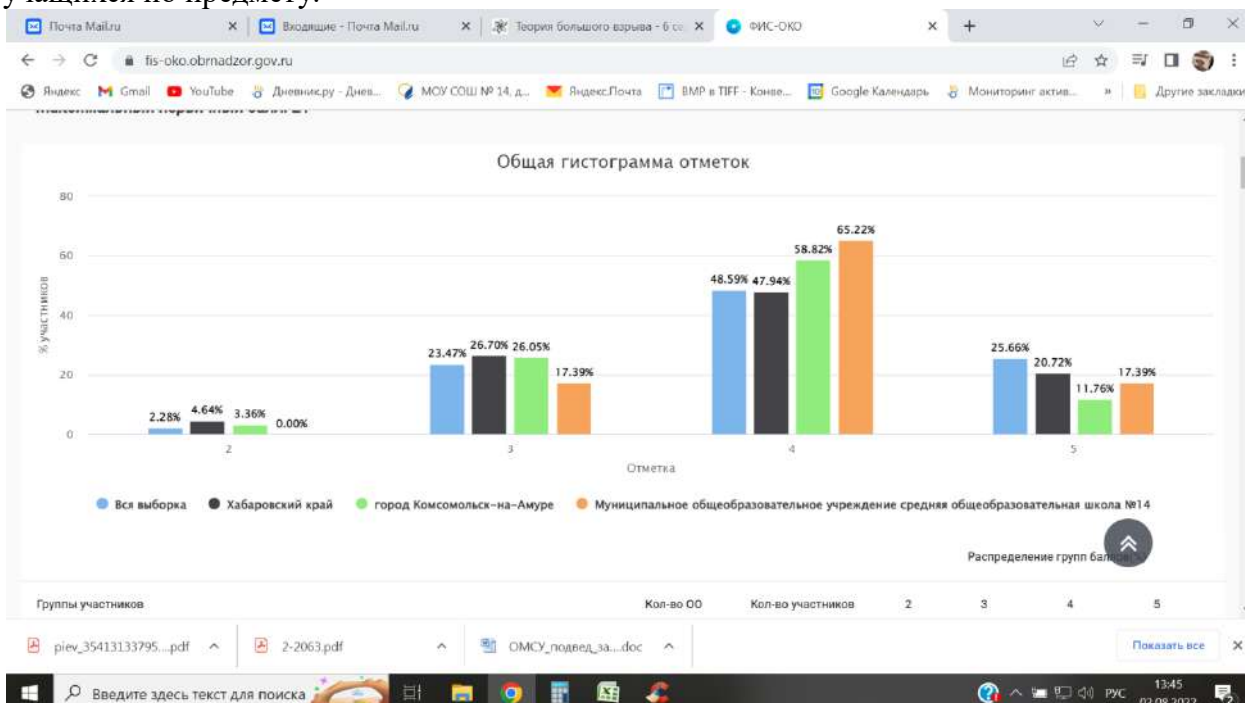 учащихся по предмету.
Почта Mail.ru
Входящие - Почта Mail.ru
Теория большого взрыва - 6 се
ФИС-ОКО
fis-oko.obrnadzor.gov.ru
Яндекс Gmail YouTube Дневник.ру - Днев... МОУ СОШ № 14, д... Яндекс.Почта BMP в TIFF - Конве... Google Календарь Мониторинг актив... » Другие закладки
Общая гистограмма отметок
% участников
80
60
40
20
0
2.28% 4.64% 3.36% 0.00%
23.47% 26.70% 26.05% 17.39%
48.59% 47.94% 58.82% 65.22%
25.66% 20.72% 11.76% 17.39%
2 3 4 5
Отметка
Вся выборка Хабаровский край город Комсомольск-на-Амуре Муниципальное общеобразовательное учреждение средняя общеобразовательная школа №14
Распределение групп
Группы участников Кол-во ОО Кол-во участников 2 3 4 5
piev_35413133795....pdf 2-2063.pdf ОМСУ_подвед_за....doc Показать все
Введите здесь текст для поиска
РУС
13:45